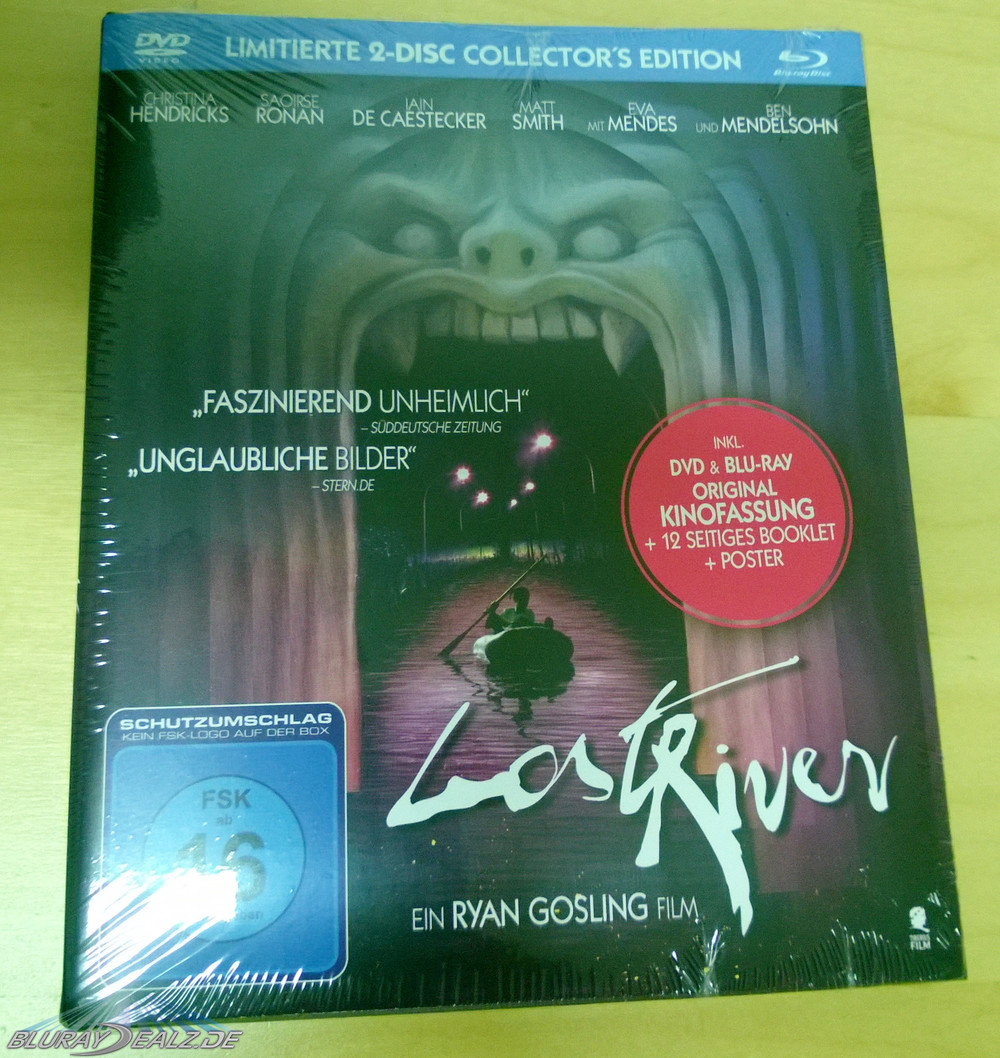 DVD
VIDEO
LIMITIERTE 2-DISC COLLECTOR'S EDITION
Blu-ray Disc
CHRISTINA HENDRICKS
SAOIRSE RONAN
IAIN DE CAESTECKER
MATT SMITH
MIT EVA MENDES
UND BEN MENDELSOHN
„FASZINIEREND UNHEIMLICH“
– SÜDDEUTSCHE ZEITUNG
„UNGLAUBLICHE BILDER“
– STERN.DE
INKL.
DVD & BLU-RAY
ORIGINAL
KINOFASSUNG
+ 12 SEITIGES BOOKLET
+ POSTER
SCHUTZUMSCHLAG
KEIN FSK-LOGO AUF DER BOX
FSK
ab
16
Lost River
EIN RYAN GOSLING FILM
TIBERIUS
FILM
BLURAYDEALZ.DE